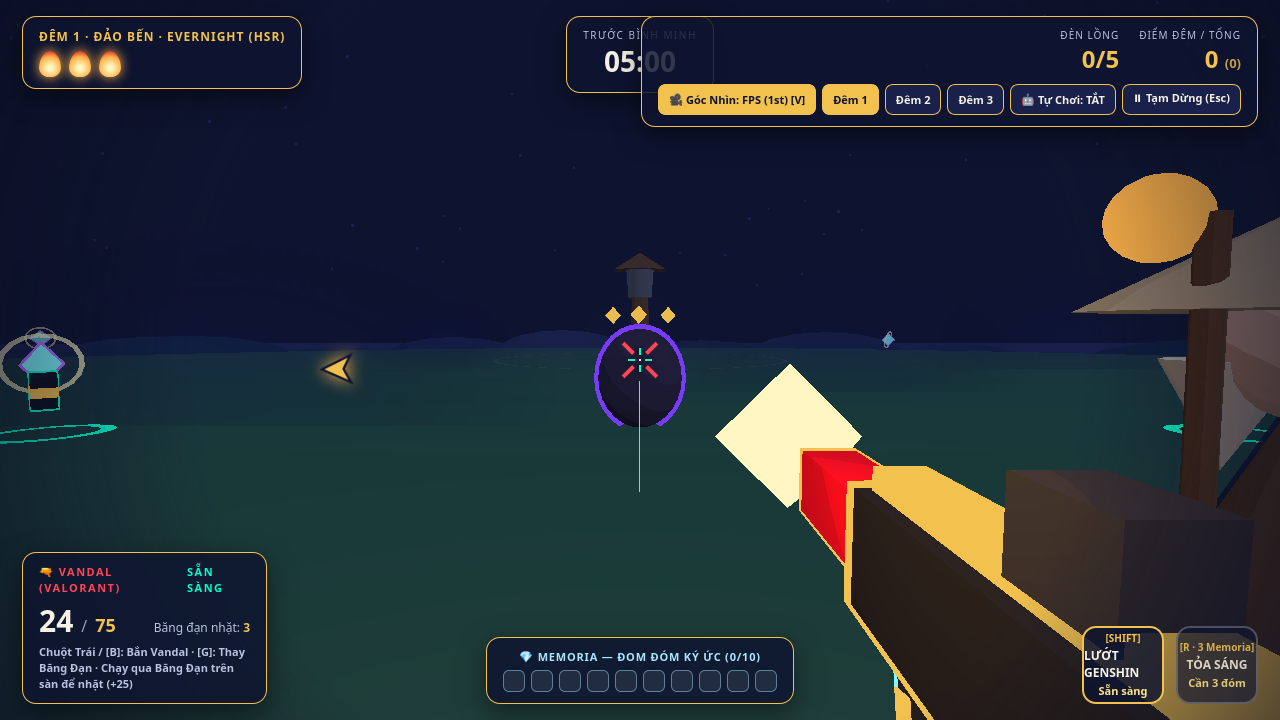 ĐÊM 1 · ĐẢO BẾN · EVERNIGHT (HSR)
TRƯỚC BÌNH MINH
05:00
ĐÈN LỒNG
0/5
ĐIỂM ĐÊM / TỔNG
0 (0)
🎥 Góc Nhìn: FPS (1st) [V]
Đêm 1
Đêm 2
Đêm 3
🤖 Tự Chơi: TẮT
⏸ Tạm Dừng (Esc)
🔫 VANDAL (VALORANT)
SẴN SÀNG
24 / 75
Băng đạn nhặt: 3
Chuột Trái / [B]: Bắn Vandal · [G]: Thay
Băng Đạn · Chạy qua Băng Đạn trên
sàn để nhặt (+25)
💎 MEMORIA — ĐOM ĐÓM KÝ ỨC (0/10)
[SHIFT]
LƯỚT
GENSHIN
Sẵn sàng
[R · 3 Memoria]
TỎA SÁNG
Cần 3 đóm